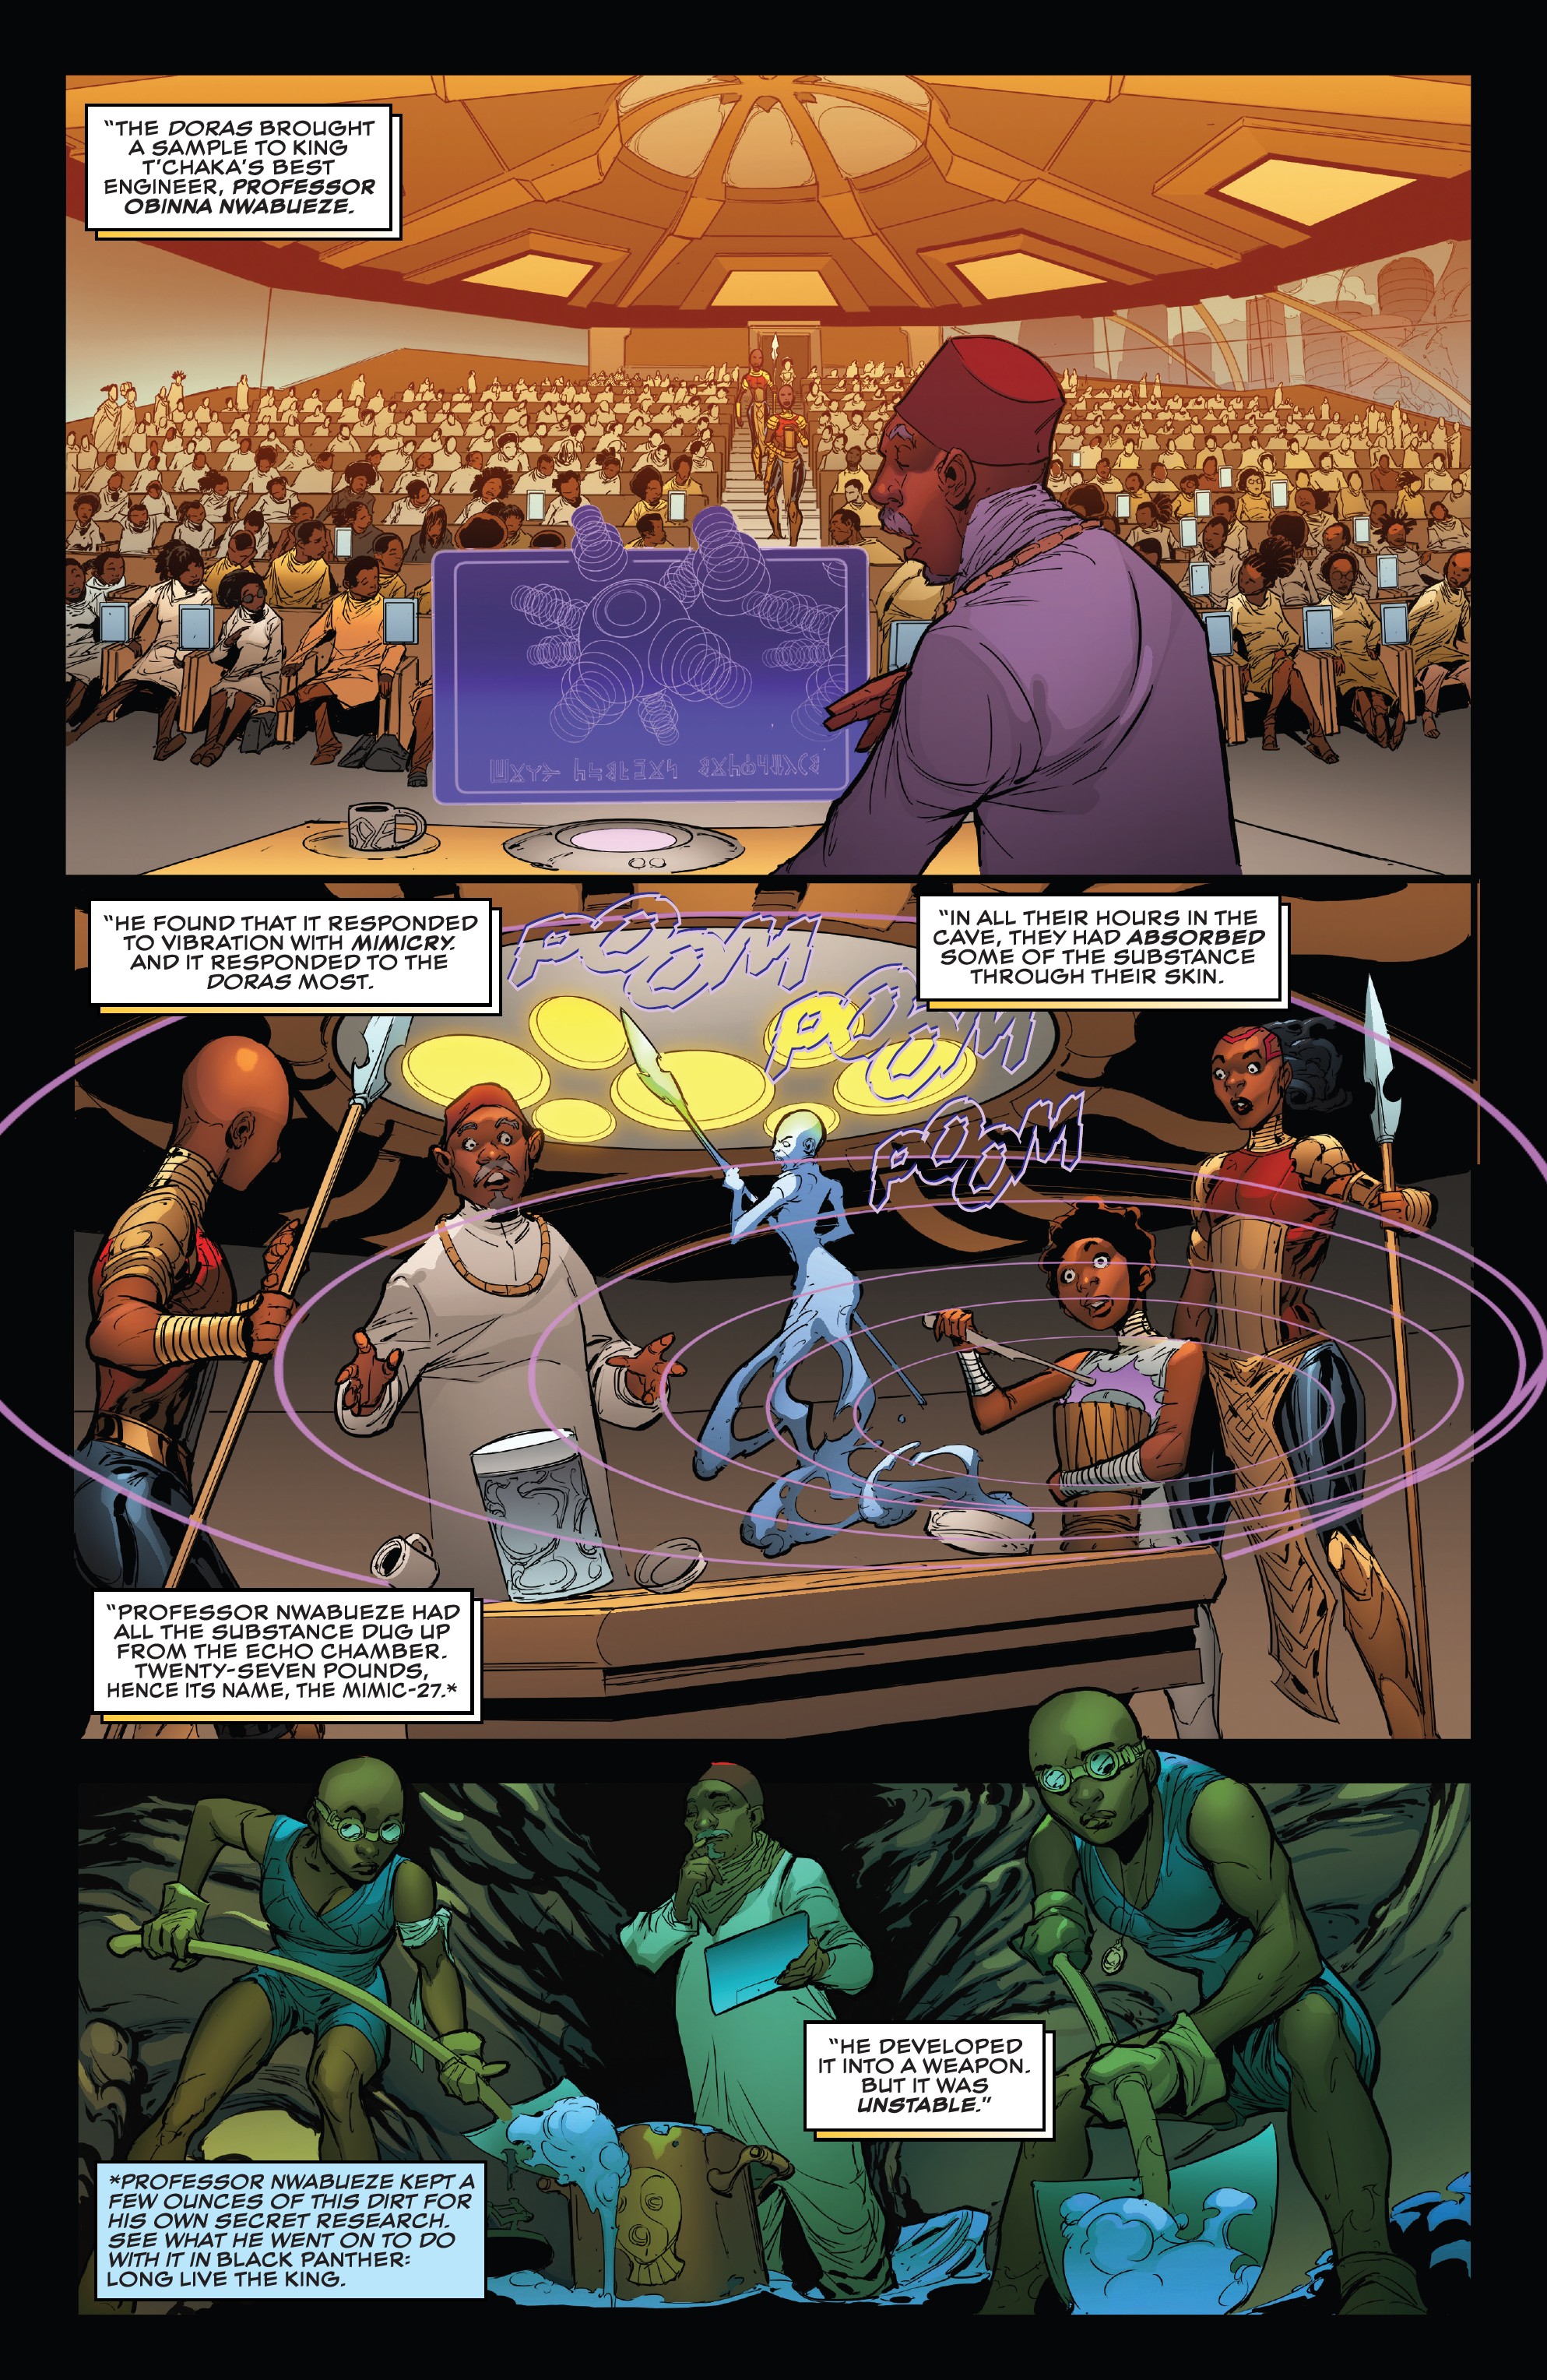 "THE DORAS BROUGHT
A SAMPLE TO KING
T'CHAKA'S BEST
ENGINEER, PROFESSOR
OBINNA NWABUEZE.
"HE FOUND THAT IT RESPONDED
TO VIBRATION WITH MIMICRY.
AND IT RESPONDED TO THE
DORAS MOST.
POOM
POOM
POOM
"IN ALL THEIR HOURS IN THE
CAVE, THEY HAD ABSORBED
SOME OF THE SUBSTANCE
THROUGH THEIR SKIN.
"PROFESSOR NWABUEZE HAD
ALL THE SUBSTANCE DUG UP
FROM THE ECHO CHAMBER.
TWENTY-SEVEN POUNDS,
HENCE ITS NAME, THE MIMIC-27.*
"HE DEVELOPED
IT INTO A WEAPON.
BUT IT WAS
UNSTABLE."
*PROFESSOR NWABUEZE KEPT A
FEW OUNCES OF THIS DIRT FOR
HIS OWN SECRET RESEARCH.
SEE WHAT HE WENT ON TO DO
WITH IT IN BLACK PANTHER:
LONG LIVE THE KING.